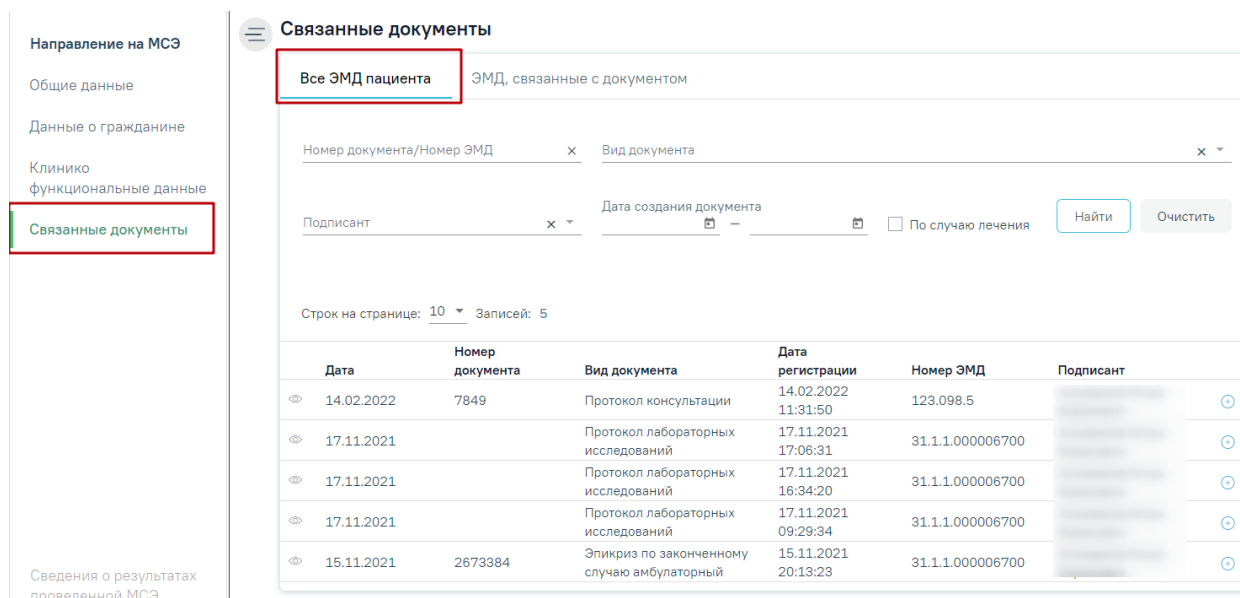 Направление на МСЭ
Общие данные
Данные о гражданине
Клинико
функциональные данные
Связанные документы
Сведения о результатах
проведенной МСЭ
Связанные документы
Все ЭМД пациента ЭМД, связанные с документом
Номер документа/Номер ЭМД Вид документа
Дата создания документа
Подписант – По случаю лечения Найти Очистить
Строк на странице: 10 Записей: 5
Номер Дата
Дата документа Вид документа регистрации Номер ЭМД Подписант
14.02.2022 7849 Протокол консультации 14.02.2022 11:31:50 123.098.5
17.11.2021 Протокол лабораторных исследований 17.11.2021 17:06:31 31.1.1.000006700
17.11.2021 Протокол лабораторных исследований 17.11.2021 16:34:20 31.1.1.000006700
17.11.2021 Протокол лабораторных исследований 17.11.2021 09:29:34 31.1.1.000006700
15.11.2021 2673384 Эпикриз по законченному случаю амбулаторный 15.11.2021 20:13:23 31.1.1.000006700